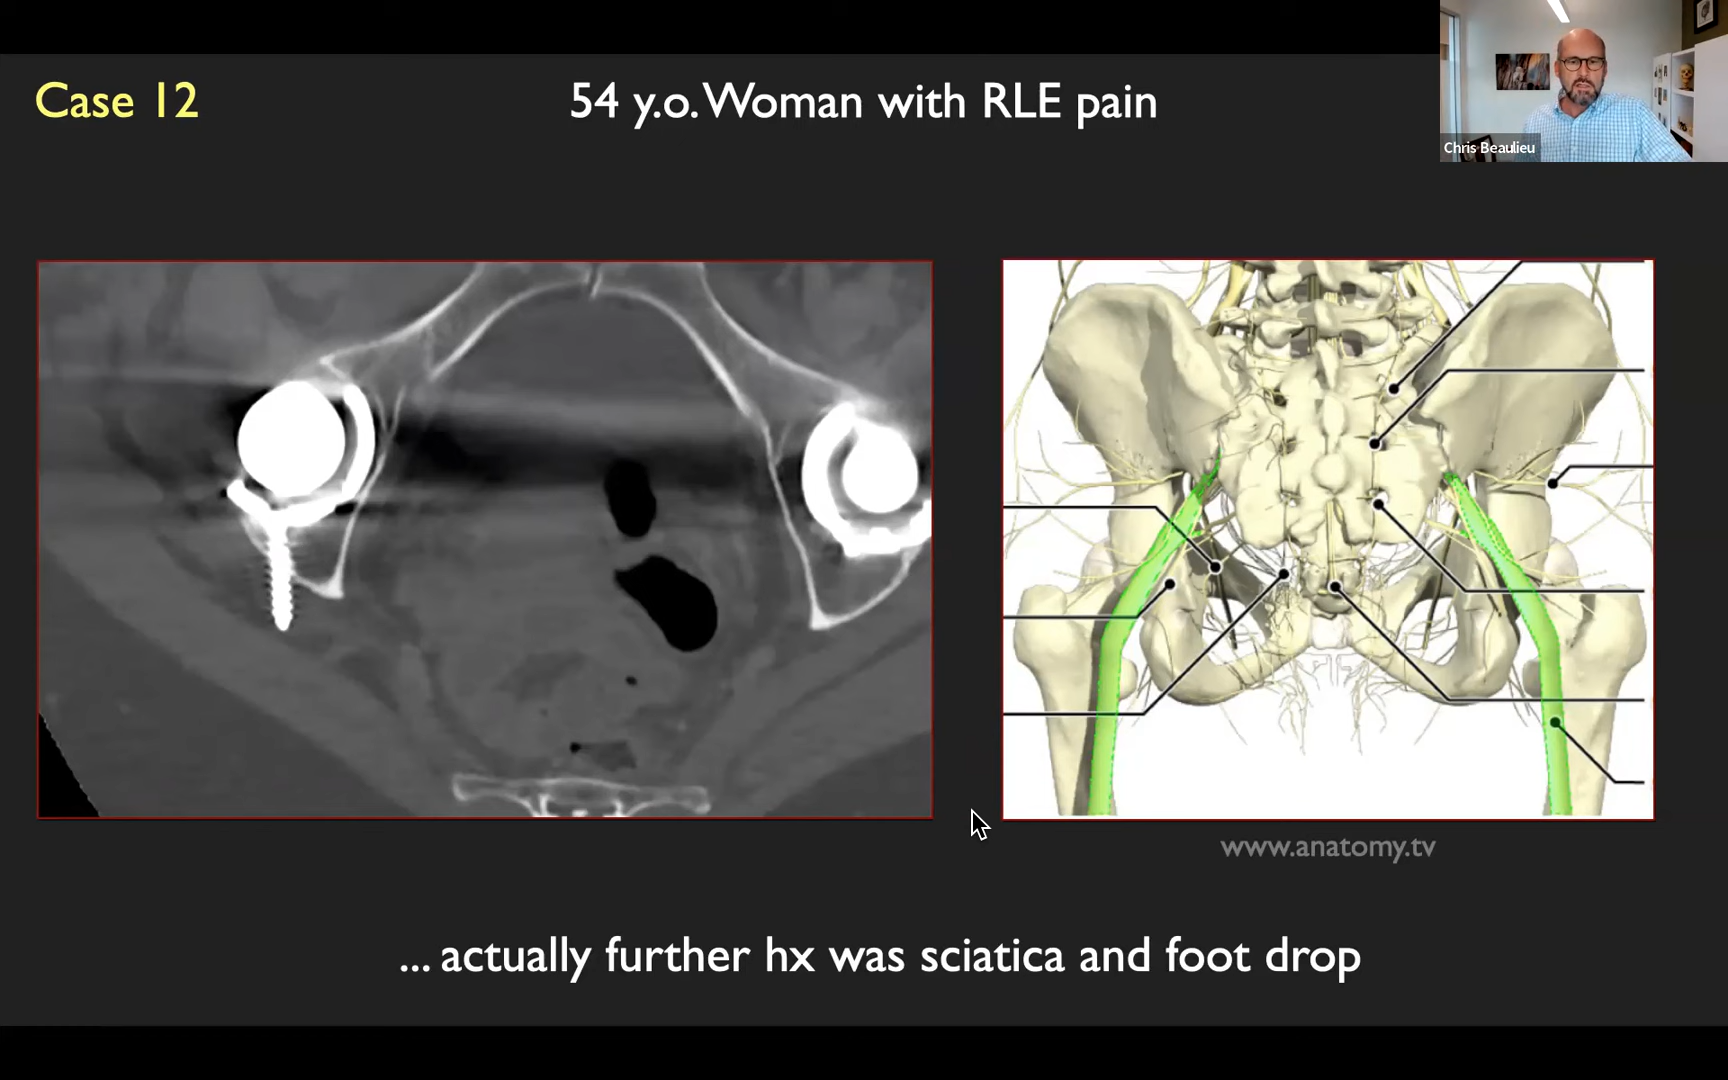 Case 12
54 y.o. Woman with RLE pain
Chris Beaulieu
www.anatomy.tv
... actually further hx was sciatica and foot drop